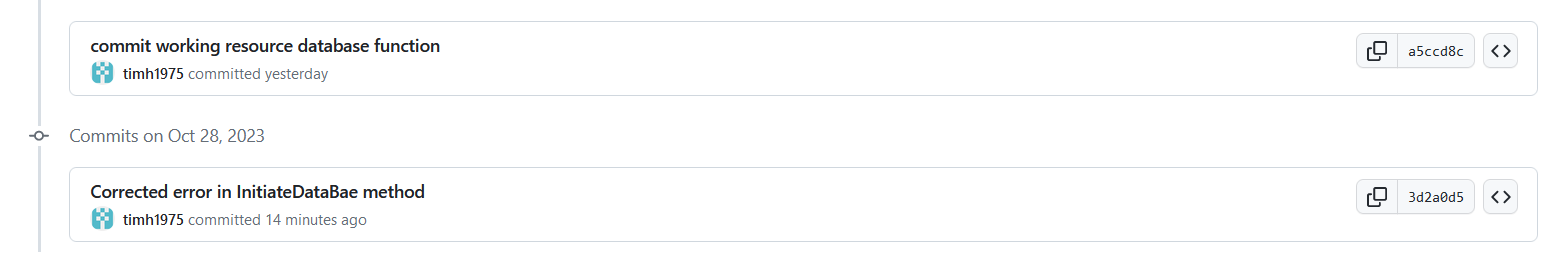 commit working resource database function
a5ccd8c
timh1975 committed yesterday
Commits on Oct 28, 2023
Corrected error in InitiateDataBae method
3d2a0d5
timh1975 committed 14 minutes ago